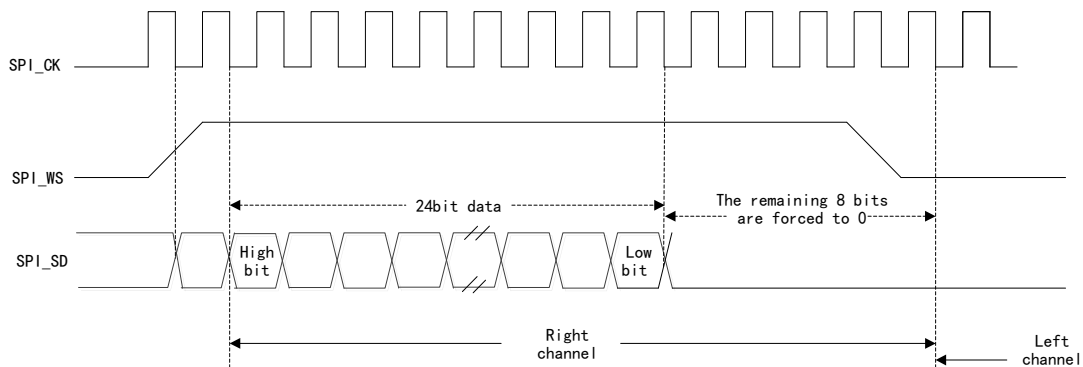 SPI_CK
SPI_WS
24bit data
The remaining 8 bits
are forced to 0
SPI_SD
High
bit
Low
bit
Right
channel
Left
channel